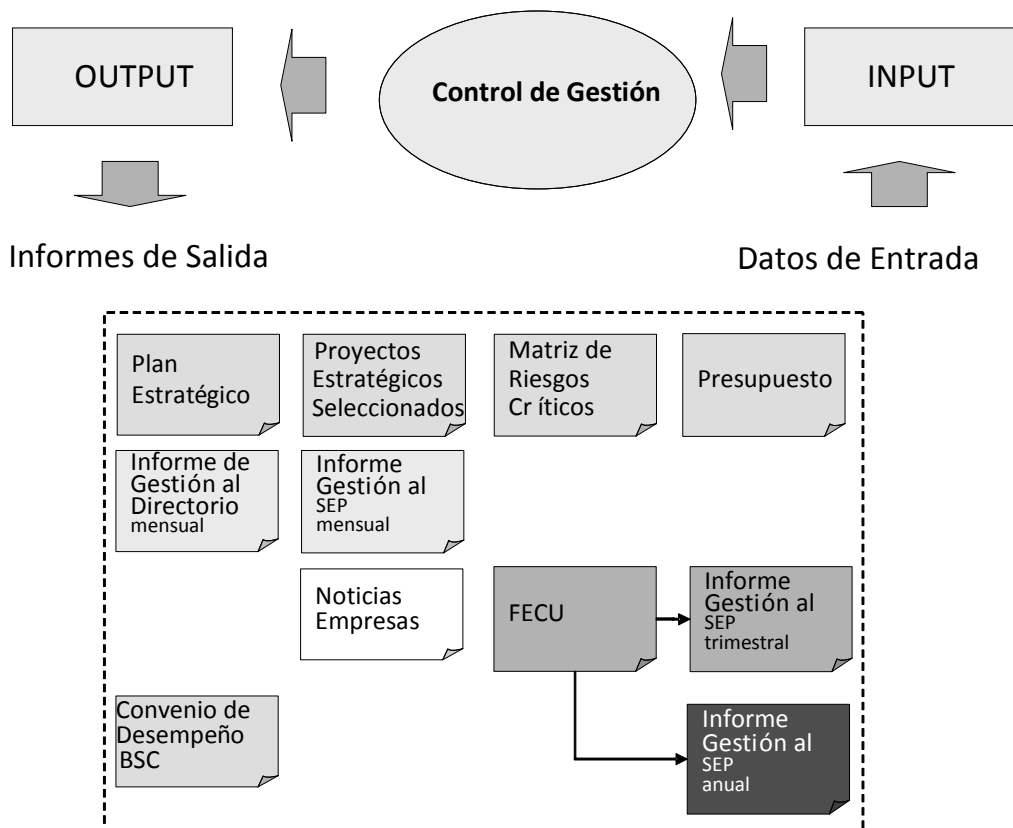 OUTPUT
Control de Gestión
INPUT
Informes de Salida
Datos de Entrada
Plan
Estratégico
Proyectos
Estratégicos
Seleccionados
Matriz de
Riesgos
Cr íticos
Presupuesto
Informe de
Gestión al
Directorio
mensual
Informe
Gestión al
SEP
mensual
Noticias
Empresas
FECU
Informe
Gestión al
SEP
trimestral
Convenio de
Desempeño
BSC
Informe
Gestión al
SEP
anual